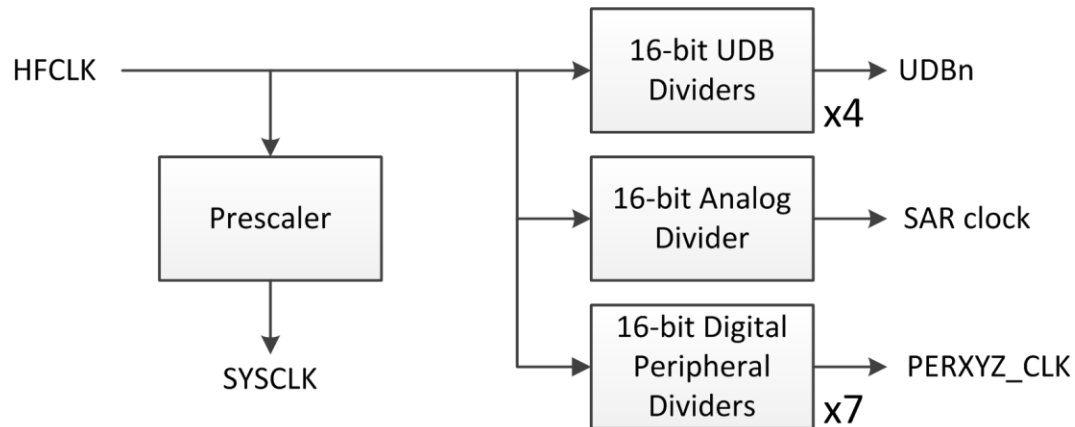 HFCLK
16-bit UDB
Dividers
x4
UDBn
Prescaler
16-bit Analog
Divider
SAR clock
SYSCLK
16-bit Digital
Peripheral
Dividers
x7
PERXYZ_CLK